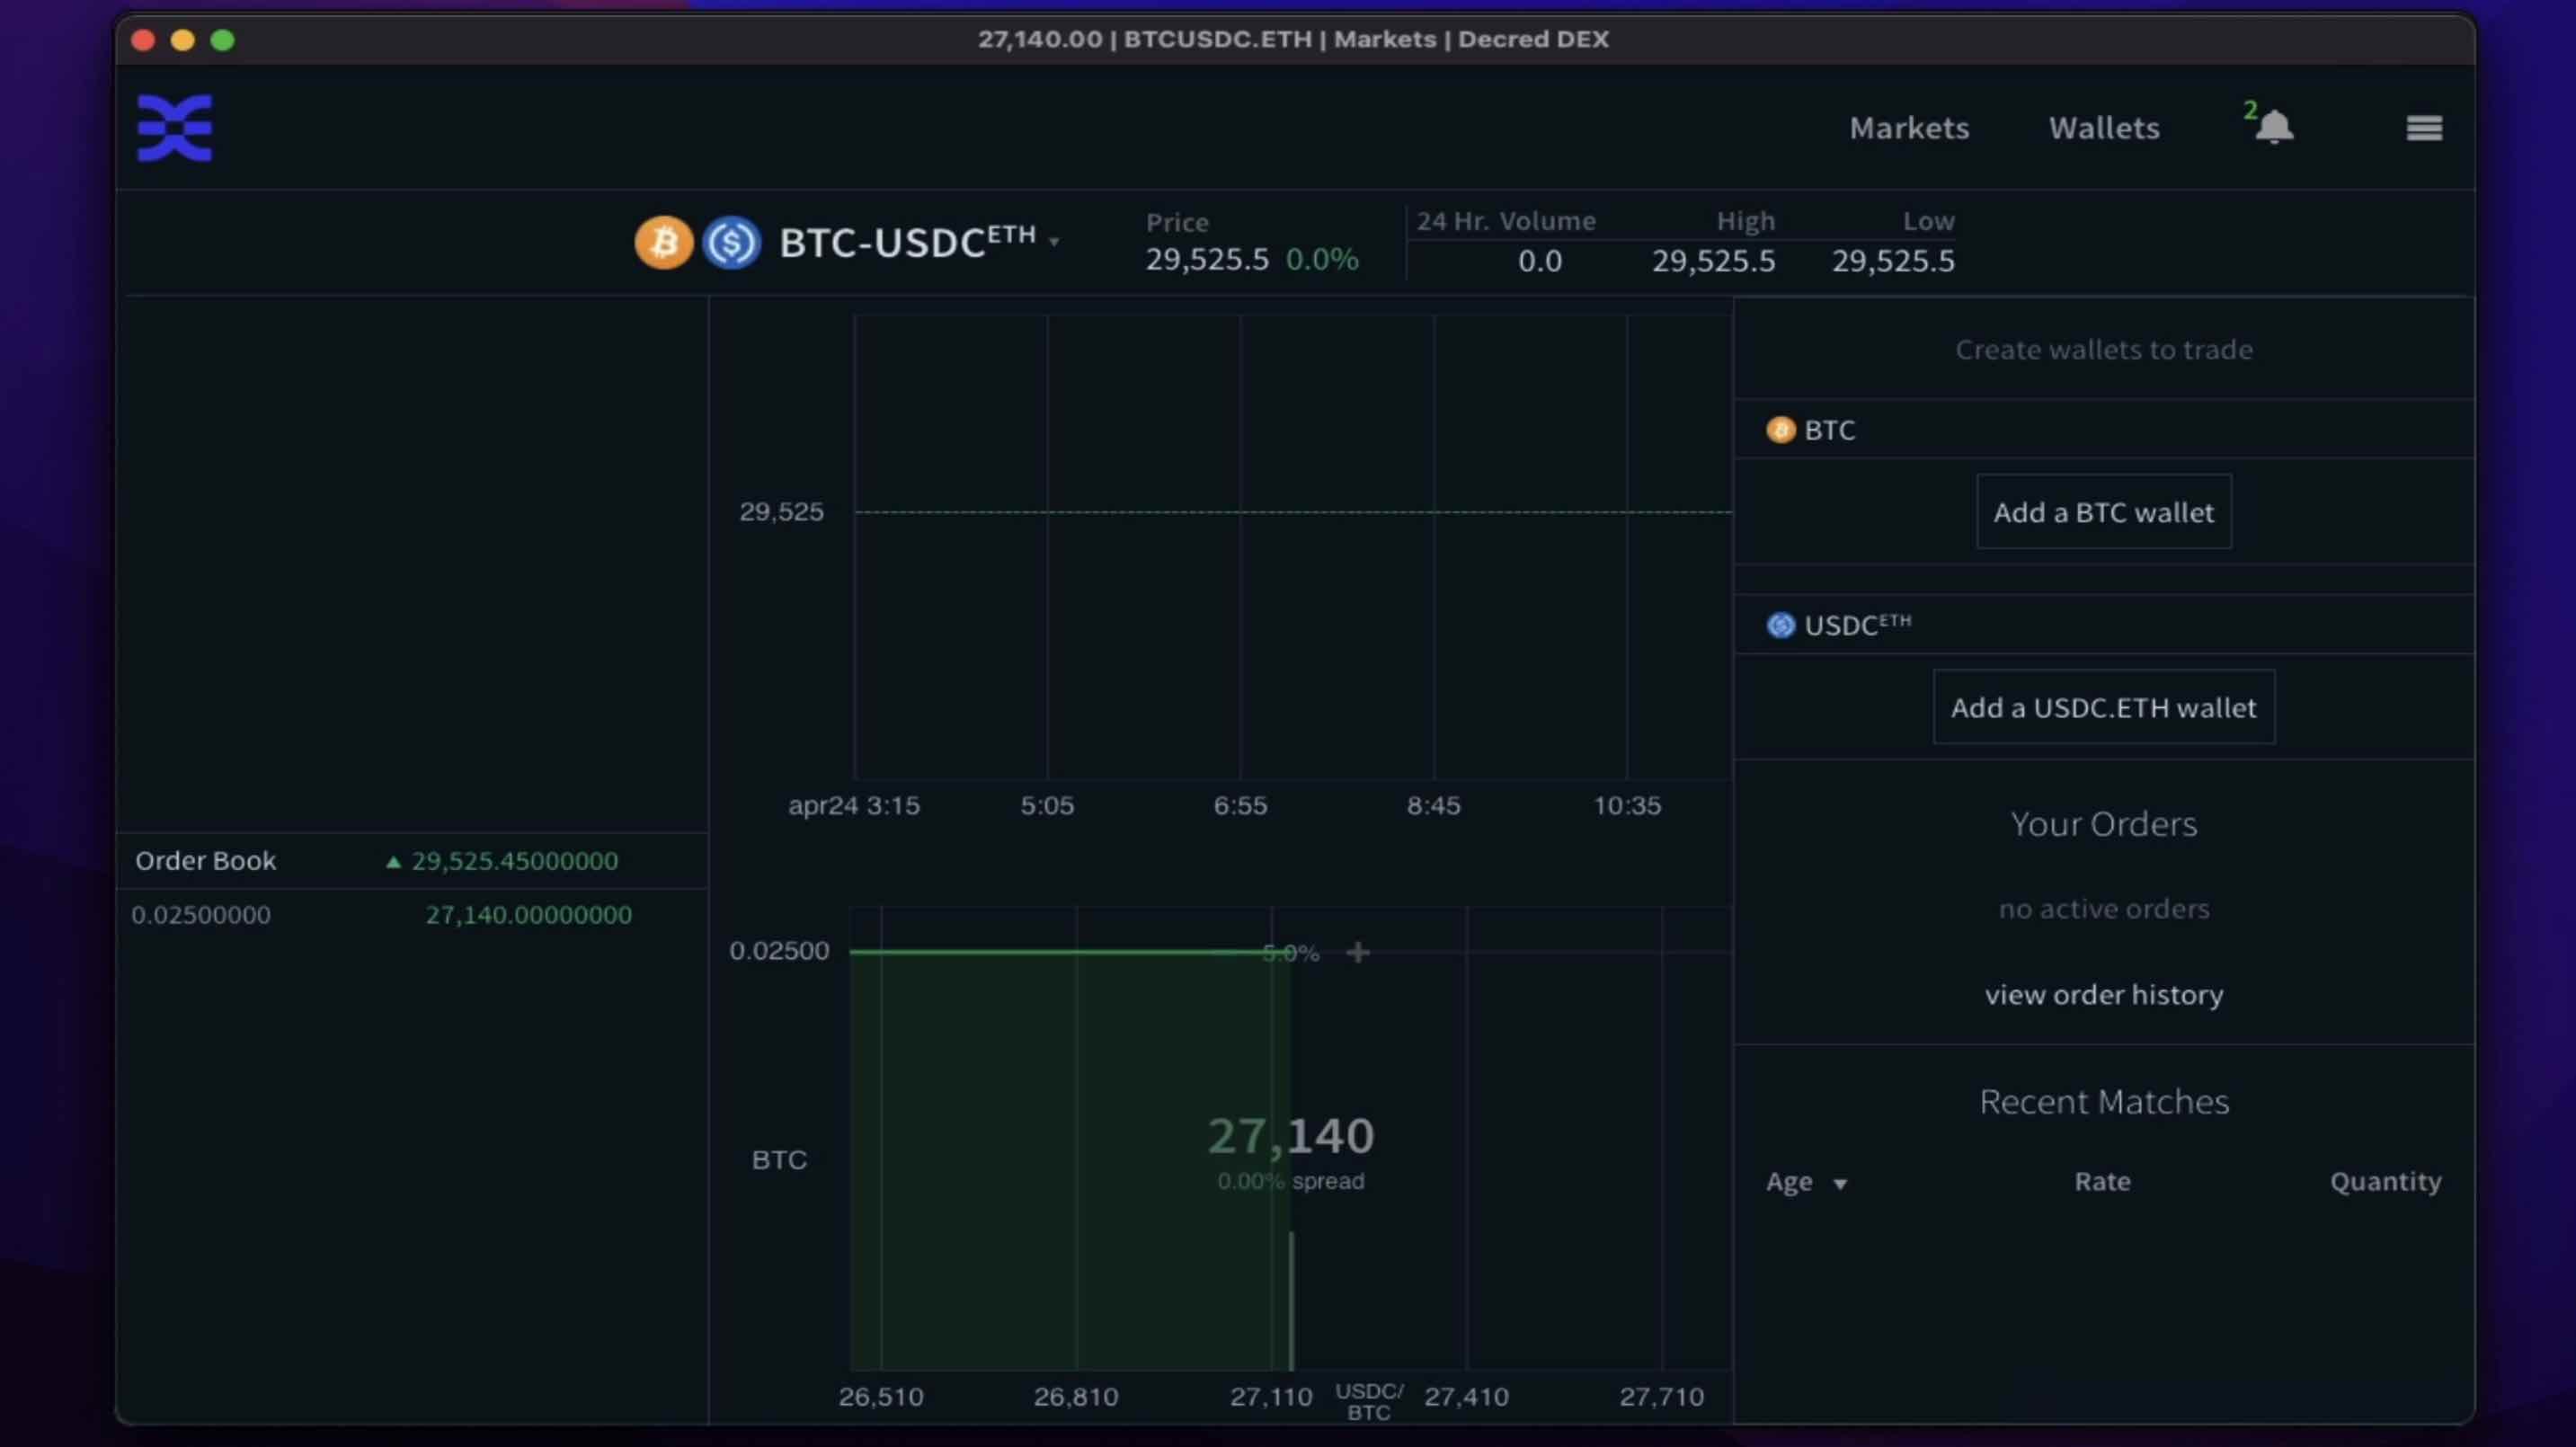 27,140.00 | BTCUSDC.ETH | Markets | Decred DEX
Markets Wallets 2
BTC-USDCETH
Price
29,525.5 0.0%
24 Hr. Volume High Low
0.0 29,525.5 29,525.5
29,525
apr24 3:15 5:05 6:55 8:45 10:35
Order Book ▲ 29,525.45000000
0.02500000 27,140.00000000
0.02500 5.0% +
27,140
0.00% spread
BTC
26,510 26,810 27,110 USDC/ 27,410 27,710
BTC
Create wallets to trade
BTC
Add a BTC wallet
USDCETH
Add a USDC.ETH wallet
Your Orders
no active orders
view order history
Recent Matches
Age ▼ Rate Quantity